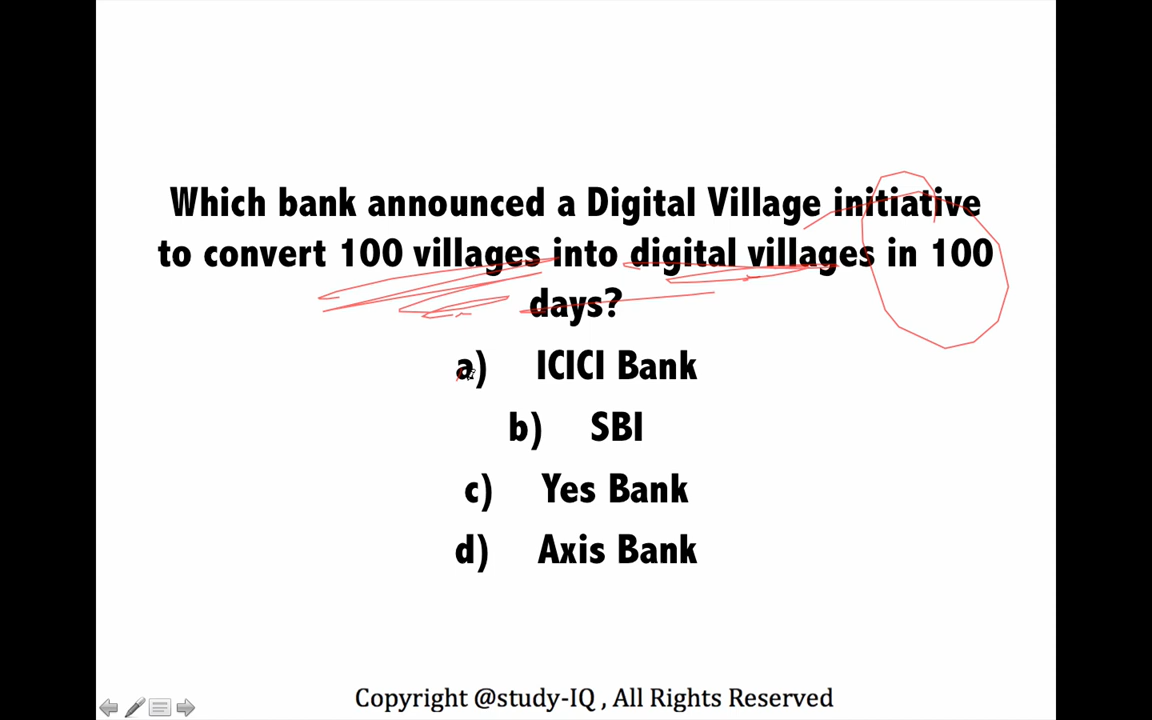 Which bank announced a Digital Village initiative
to convert 100 villages into digital villages in 100
days?
a) ICICI Bank
b) SBI
c) Yes Bank
d) Axis Bank
Copyright @study-IQ , All Rights Reserved